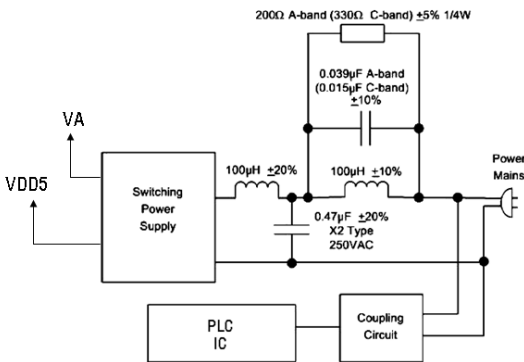 200Ω A-band (330Ω C-band) ±5% 1/4W
0.039µF A-band
(0.015µF C-band)
±10%
VA
100µH ±20%
100µH ±10%
Power
Mains
VDD5
Switching
Power
Supply
0.47µF ±20%
X2 Type
250VAC
PLC
IC
Coupling
Circuit